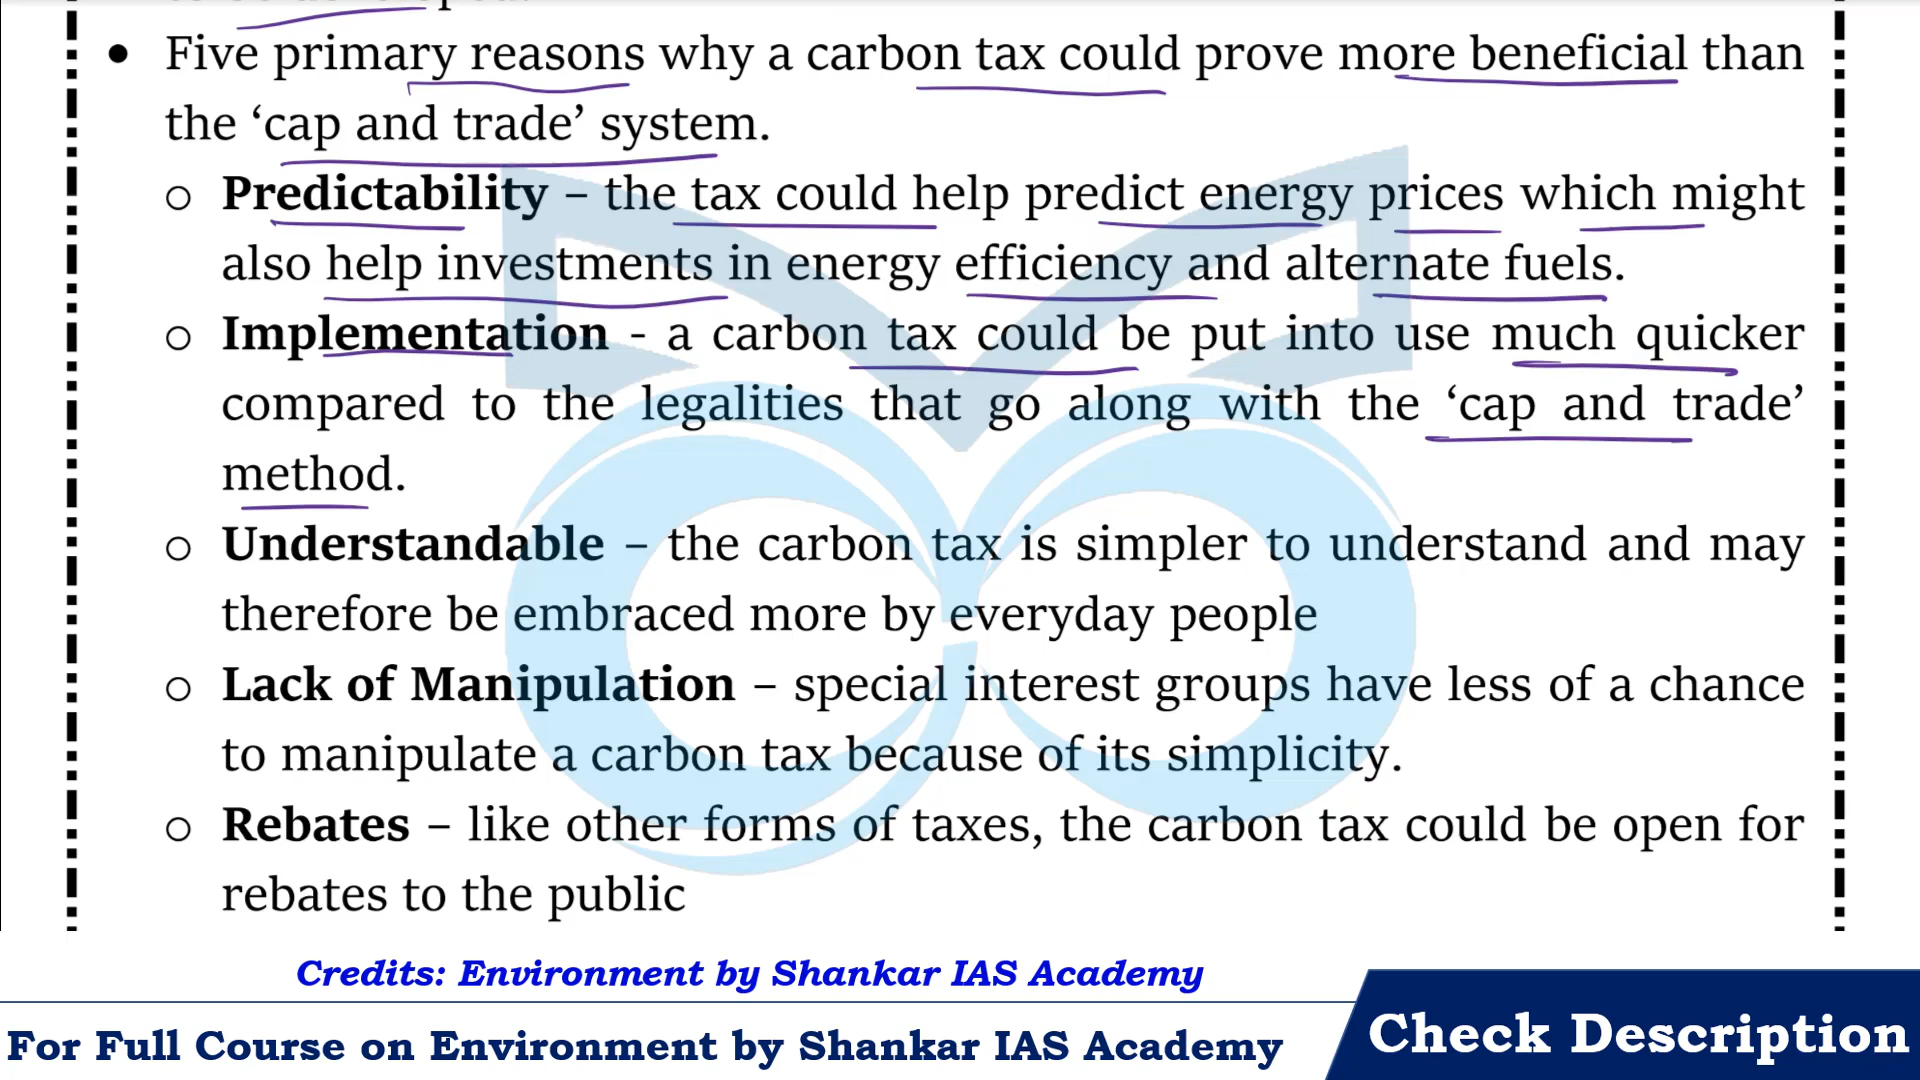 • Five primary reasons why a carbon tax could prove more beneficial than
the ‘cap and trade’ system.
o Predictability – the tax could help predict energy prices which might
also help investments in energy efficiency and alternate fuels.
o Implementation - a carbon tax could be put into use much quicker
compared to the legalities that go along with the ‘cap and trade’
method.
o Understandable – the carbon tax is simpler to understand and may
therefore be embraced more by everyday people
o Lack of Manipulation – special interest groups have less of a chance
to manipulate a carbon tax because of its simplicity.
o Rebates – like other forms of taxes, the carbon tax could be open for
rebates to the public
Credits: Environment by Shankar IAS Academy
For Full Course on Environment by Shankar IAS Academy
Check Description